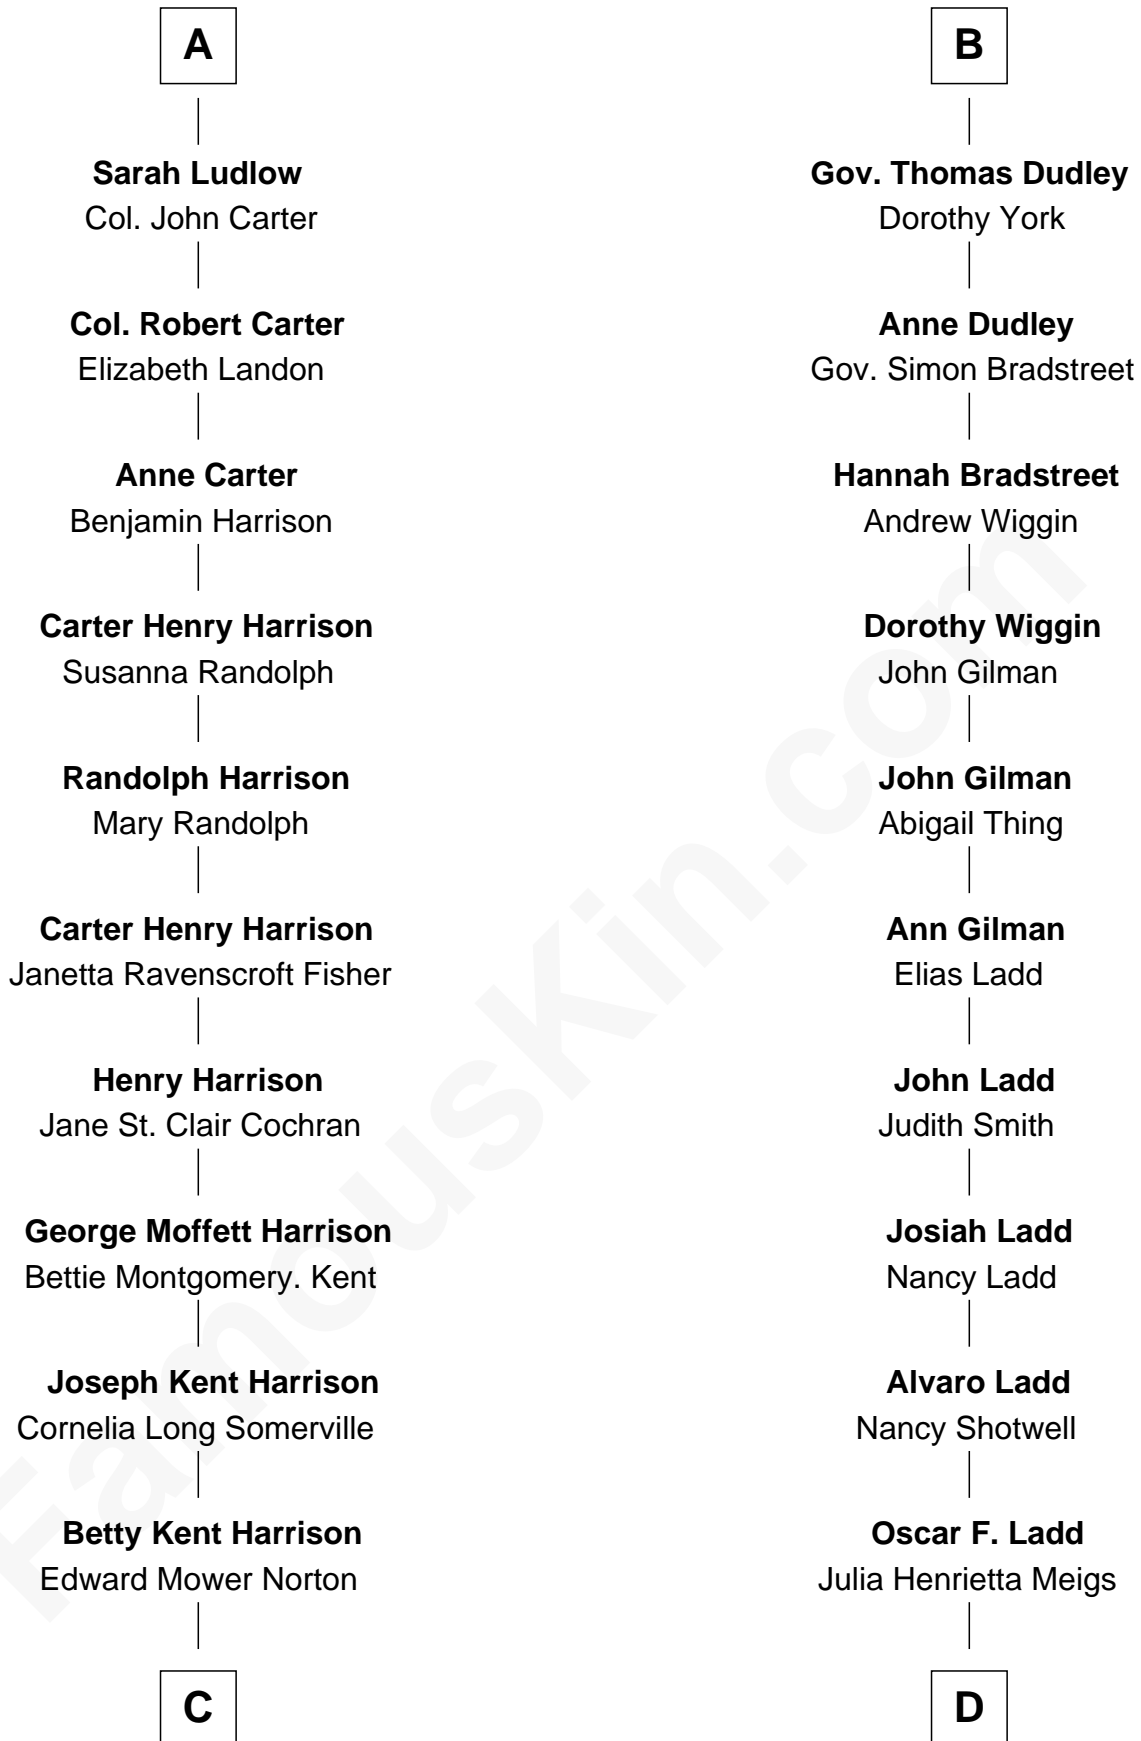 A
Sarah Ludlow
Col. John Carter
Col. Robert Carter
Elizabeth Landon
Anne Carter
Benjamin Harrison
Carter Henry Harrison
Susanna Randolph
Randolph Harrison
Mary Randolph
Carter Henry Harrison
Janetta Ravenscroft Fisher
Henry Harrison
Jane St. Clair Cochran
George Moffett Harrison
Bettie Montgomery. Kent
Joseph Kent Harrison
Cornelia Long Somerville
Betty Kent Harrison
Edward Mower Norton
C
B
Gov. Thomas Dudley
Dorothy York
Anne Dudley
Gov. Simon Bradstreet
Hannah Bradstreet
Andrew Wiggin
Dorothy Wiggin
John Gilman
John Gilman
Abigail Thing
Ann Gilman
Elias Ladd
John Ladd
Judith Smith
Josiah Ladd
Nancy Ladd
Alvaro Ladd
Nancy Shotwell
Oscar F. Ladd
Julia Henrietta Meigs
D
FamousKin.com